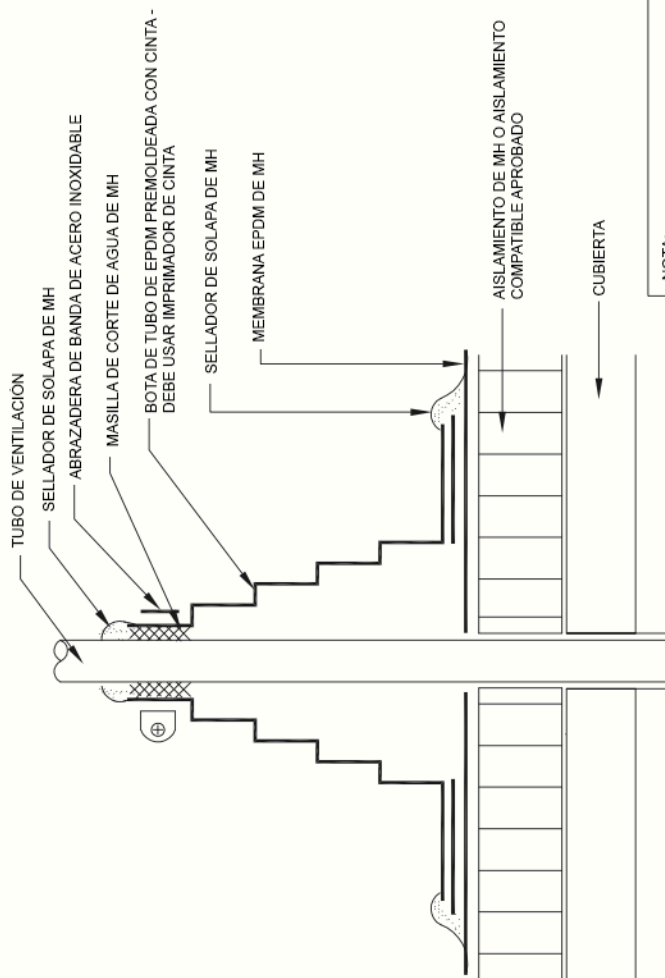 TUBO DE VENTILACIÓN
SELLADOR DE SOLAPA DE MH
ABRAZADERA DE BANDA DE ACERO INOXIDABLE
MASILLA DE CORTE DE AGUA DE MH
BOTA DE TUBO DE EPDM PREMOLDEADA CON CINTA -
DEBE USAR IMPRIMADOR DE CINTA
SELLADOR DE SOLAPA DE MH
MEMBRANA EPDM DE MH
AISLAMIENTO DE MH O AISLAMIENTO
COMPATIBLE APROBADO
CUBIERTA